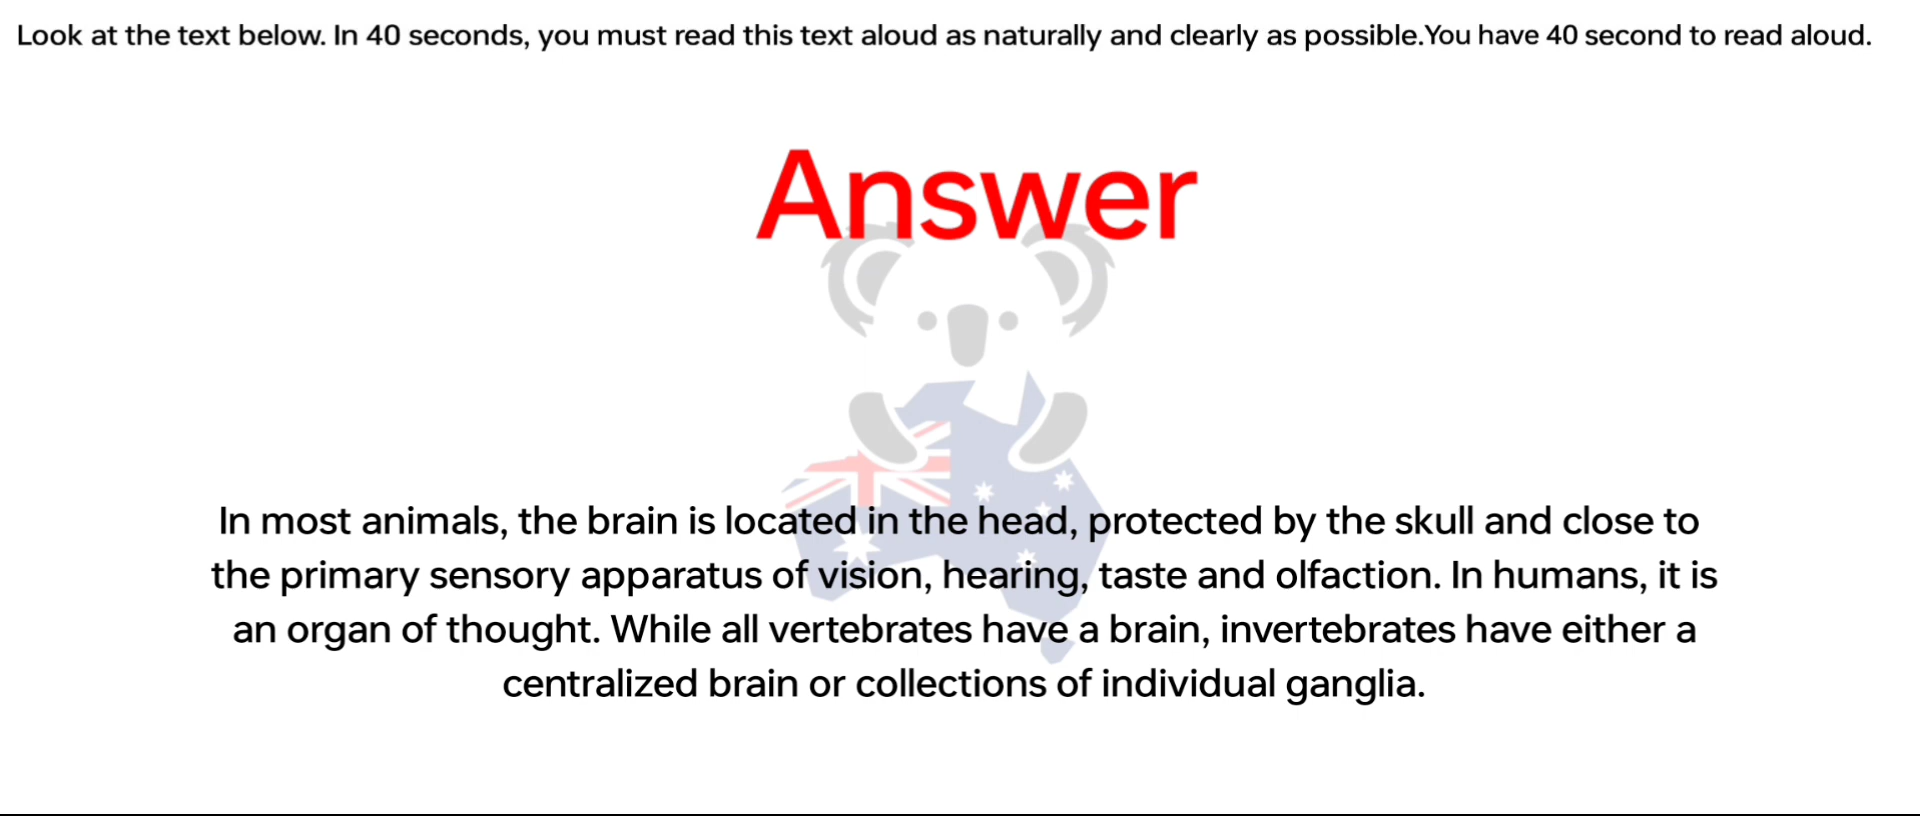 Look at the text below. In 40 seconds, you must read this text aloud as naturally and clearly as possible.You have 40 second to read aloud.
Answer
In most animals, the brain is located in the head, protected by the skull and close to
the primary sensory apparatus of vision, hearing, taste and olfaction. In humans, it is
an organ of thought. While all vertebrates have a brain, invertebrates have either a
centralized brain or collections of individual ganglia.